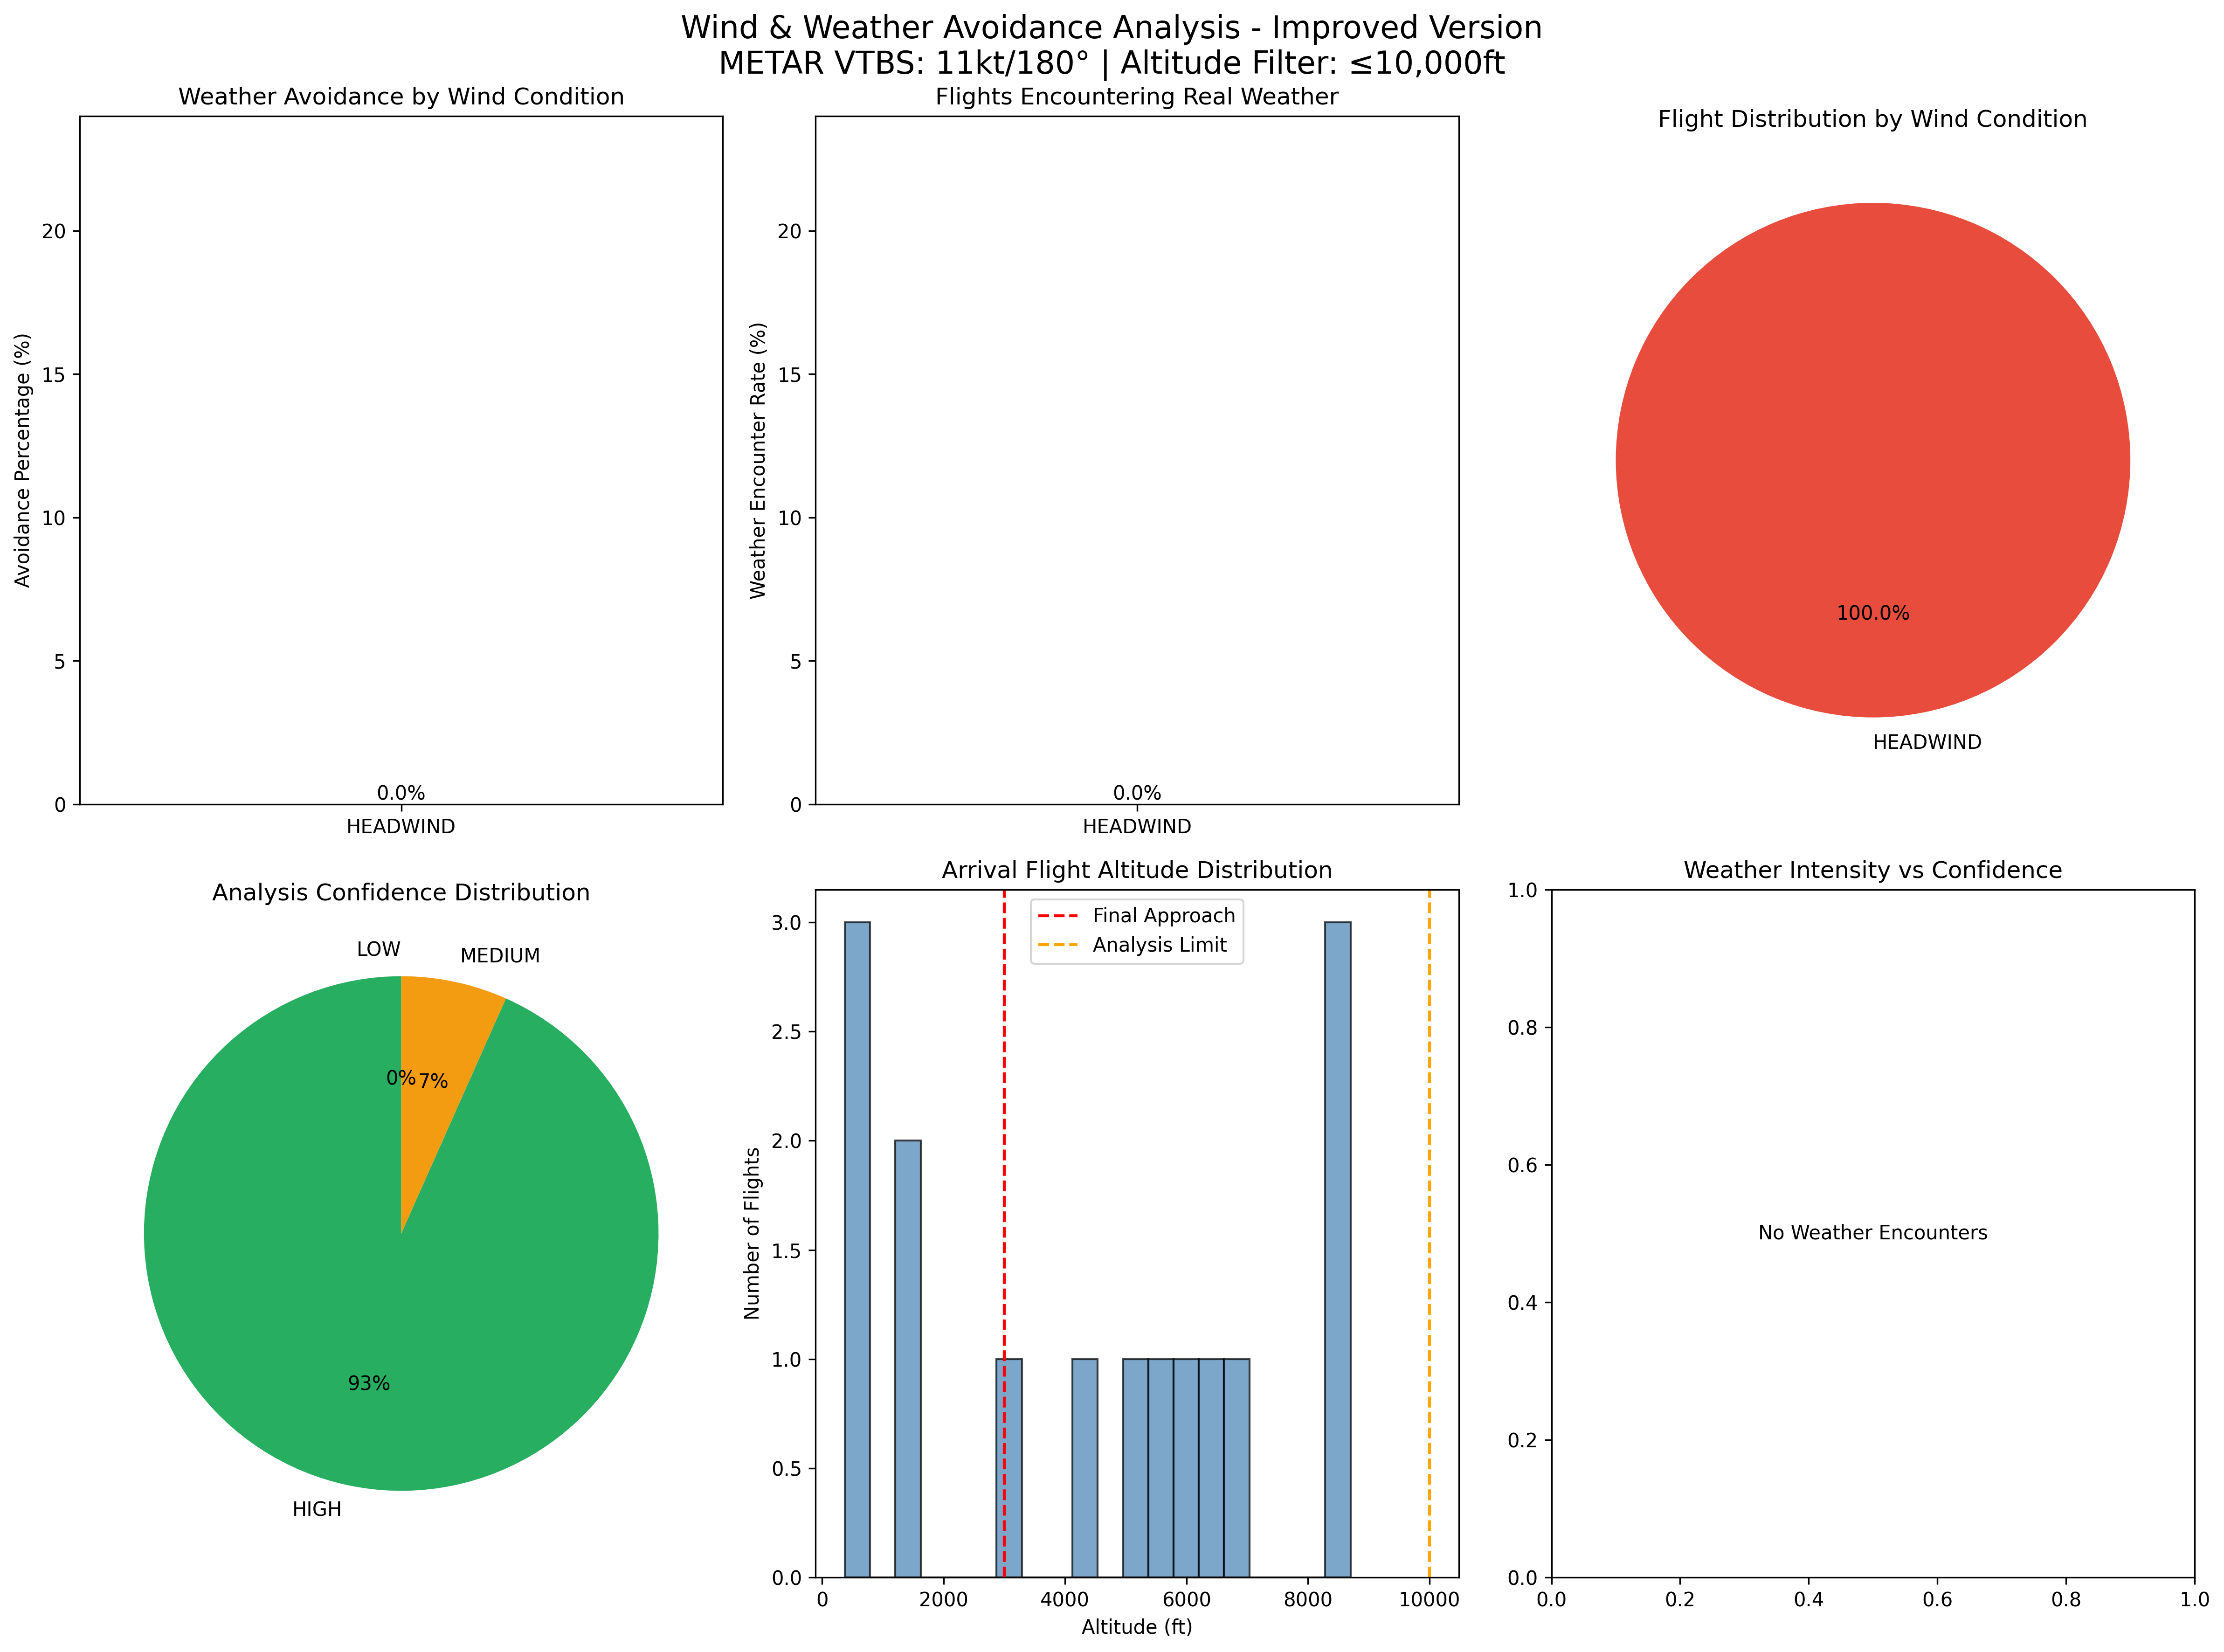 Wind & Weather Avoidance Analysis - Improved Version
METAR VTBS: 11kt/180° | Altitude Filter: ≤10,000ft
Weather Avoidance by Wind Condition
Avoidance Percentage (%)
20
15
10
5
0
0.0%
HEADWIND
Flights Encountering Real Weather
Weather Encounter Rate (%)
20
15
10
5
0
0.0%
HEADWIND
Flight Distribution by Wind Condition
100.0%
HEADWIND
Analysis Confidence Distribution
LOW
MEDIUM
0%
7%
93%
HIGH
Arrival Flight Altitude Distribution
Final Approach
Analysis Limit
Number of Flights
3.0
2.5
2.0
1.5
1.0
0.5
0.0
0 2000 4000 6000 8000 10000
Altitude (ft)
Weather Intensity vs Confidence
1.0
0.8
0.6
0.4
0.2
0.0
No Weather Encounters
0.0 0.2 0.4 0.6 0.8 1.0